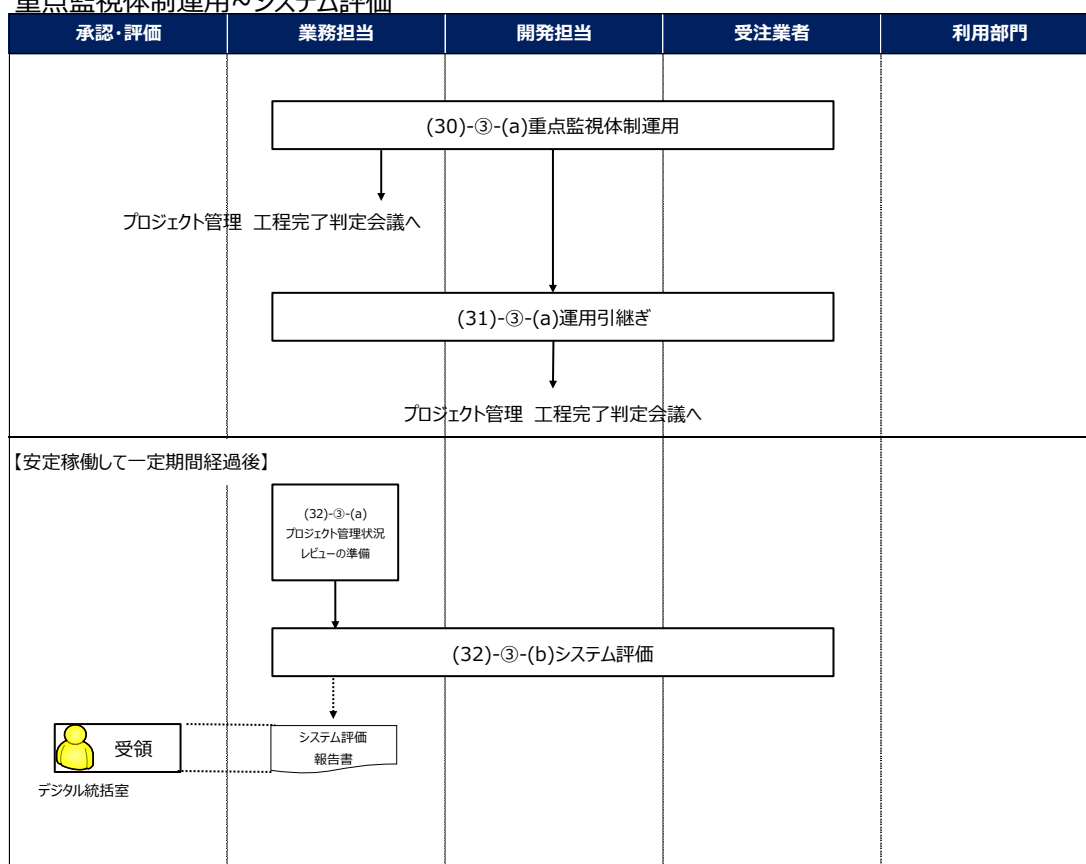 重点監視体制運用~システム評価
承認・評価
業務担当
開発担当
受注業者
利用部門
(30)-③-(a)重点監視体制運用
プロジェクト管理 工程完了判定会議へ
(31)-③-(a)運用引継ぎ
プロジェクト管理 工程完了判定会議へ
【安定稼働して一定期間経過後】
(32)-③-(a)
プロジェクト管理状況
レビューの準備
(32)-③-(b)システム評価
システム評価
報告書
受領
デジタル統括室